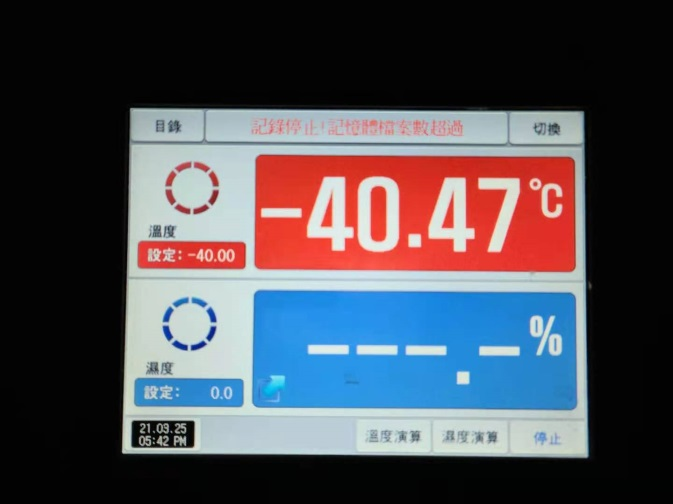 目錄
記錄停止!記憶體檔案數超過
切換
-40.47℃
溫度
設定: -40.00
---.-%
濕度
設定: 0.0
21.03.25
05:42 PM
溫度演算
濕度演算
停止